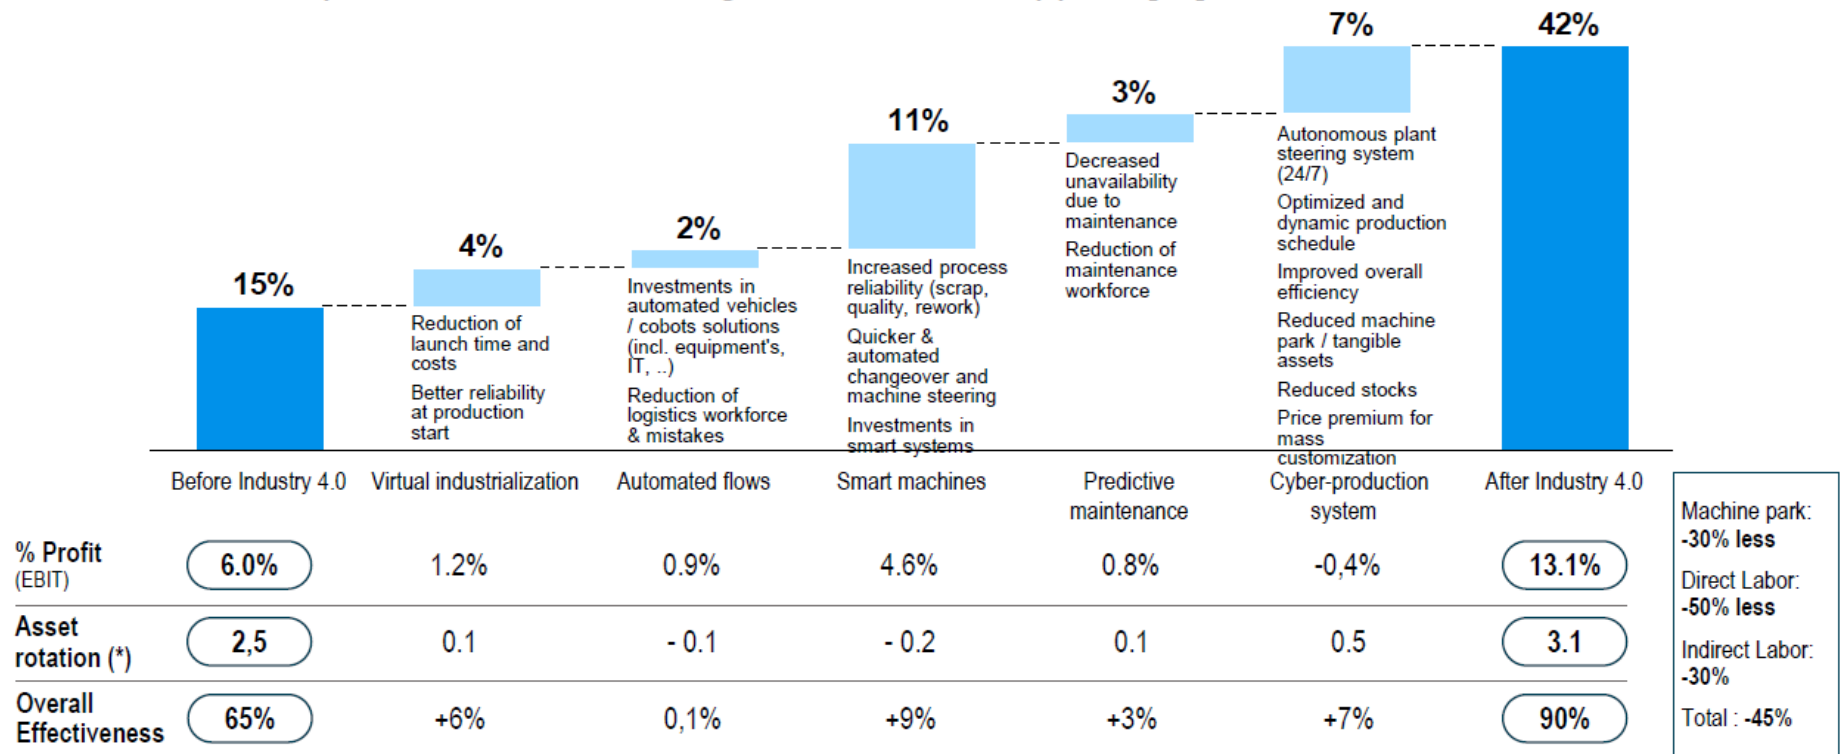 7%
42%
3%
11%
2%
4%
15%
Reduction of
launch time and
costs
Better reliability
at production
start
Investments in
automated vehicles
/ cobots solutions
(incl. equipment's,
IT, ..)
Reduction of
logistics workforce
& mistakes
Increased process
reliability (scrap,
quality, rework)
Quicker &
automated
changeover and
machine steering
Investments in
smart systems
Decreased
unavailability
due to
maintenance
Reduction of
maintenance
workforce
Autonomous plant
steering system
(24/7)
Optimized and
dynamic production
schedule
Improved overall
efficiency
Reduced machine
park / tangible
assets
Reduced stocks
Price premium for
mass
customization
Before Industry 4.0
Virtual industrialization
Automated flows
Smart machines
Predictive
maintenance
Cyber-production
system
After Industry 4.0
% Profit
(EBIT)
6.0%
1.2%
0.9%
4.6%
0.8%
-0,4%
13.1%
Asset
rotation (*)
2,5
0.1
- 0.1
- 0.2
0.1
0.5
3.1
Overall
Effectiveness
65%
+6%
0,1%
+9%
+3%
+7%
90%
Machine park:
-30% less
Direct Labor:
-50% less
Indirect Labor:
-30%
Total : -45%